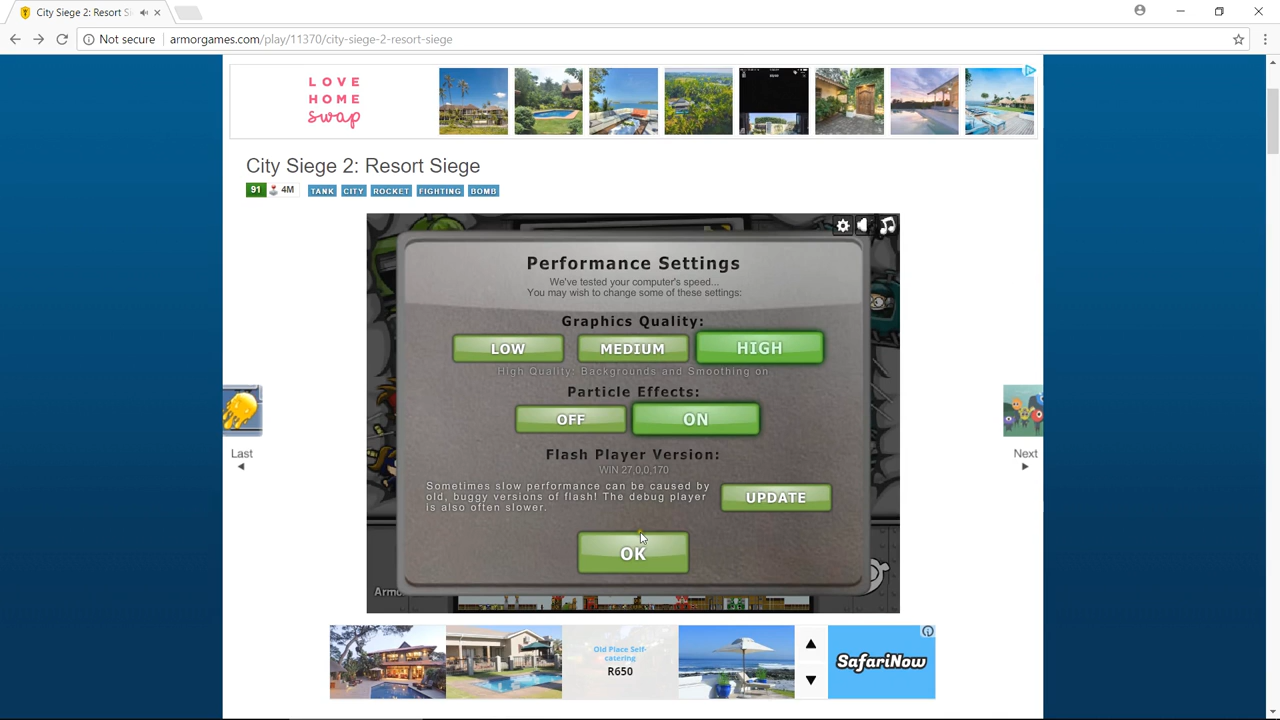 City Siege 2: Resort Si
Not secure
armorgames.com/play/11370/city-siege-2-resort-siege
LOVE
HOME
swap
City Siege 2: Resort Siege
91 4M TANK CITY ROCKET FIGHTING BOMB
Performance Settings
We've tested your computer's speed...
You may wish to change some of these settings:
Graphics Quality:
LOW MEDIUM HIGH
High Quality: Backgrounds and Smoothing on
Particle Effects:
OFF ON
Last
Next
Flash Player Version:
WIN 27,0,0,170
Sometimes slow performance can be caused by
old, buggy versions of flash! The debug player
is also often slower.
UPDATE
OK
Armo
Old Place Self-
catering
R650
SafariNow